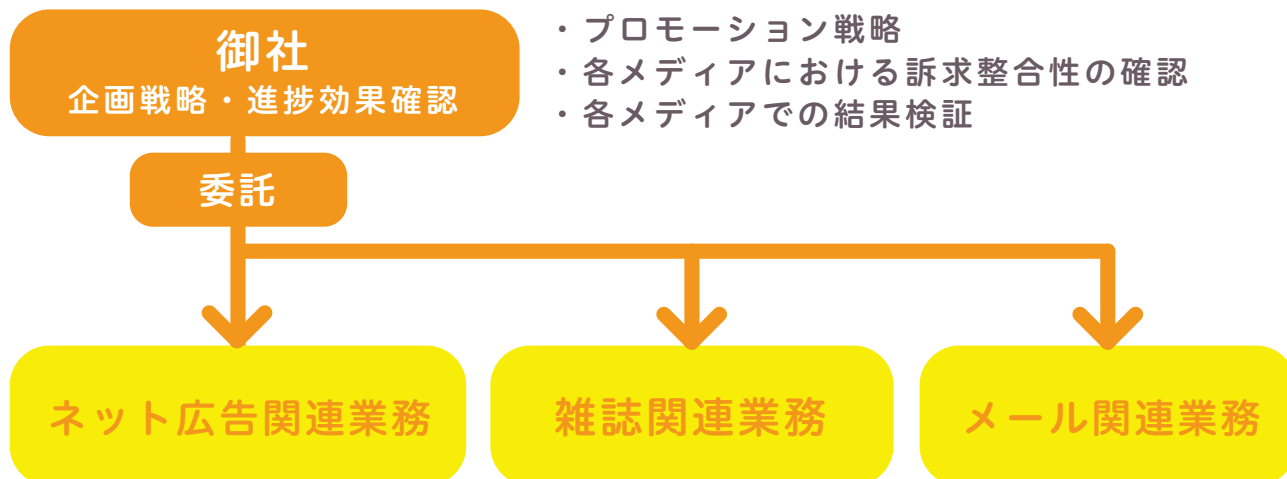 御社
企画戦略・進捗効果確認
・プロモーション戦略
・各メディアにおける訴求整合性の確認
・各メディアでの結果検証
委託
ネット広告関連業務
雑誌関連業務
メール関連業務